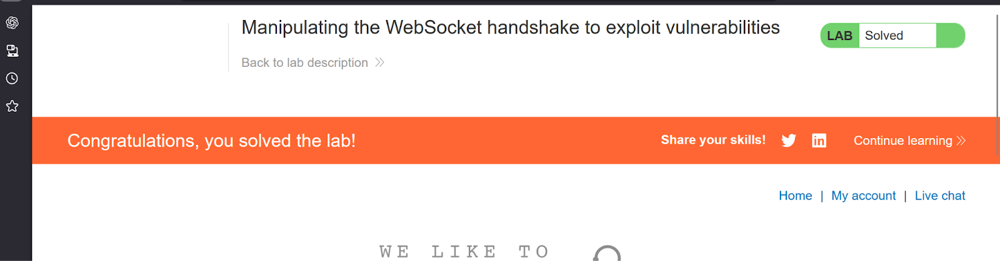 Manipulating the WebSocket handshake to exploit vulnerabilities
LAB Solved
Back to lab description
Congratulations, you solved the lab!
Share your skills!
in
Continue learning
Home | My account | Live chat
WE LIKE TO